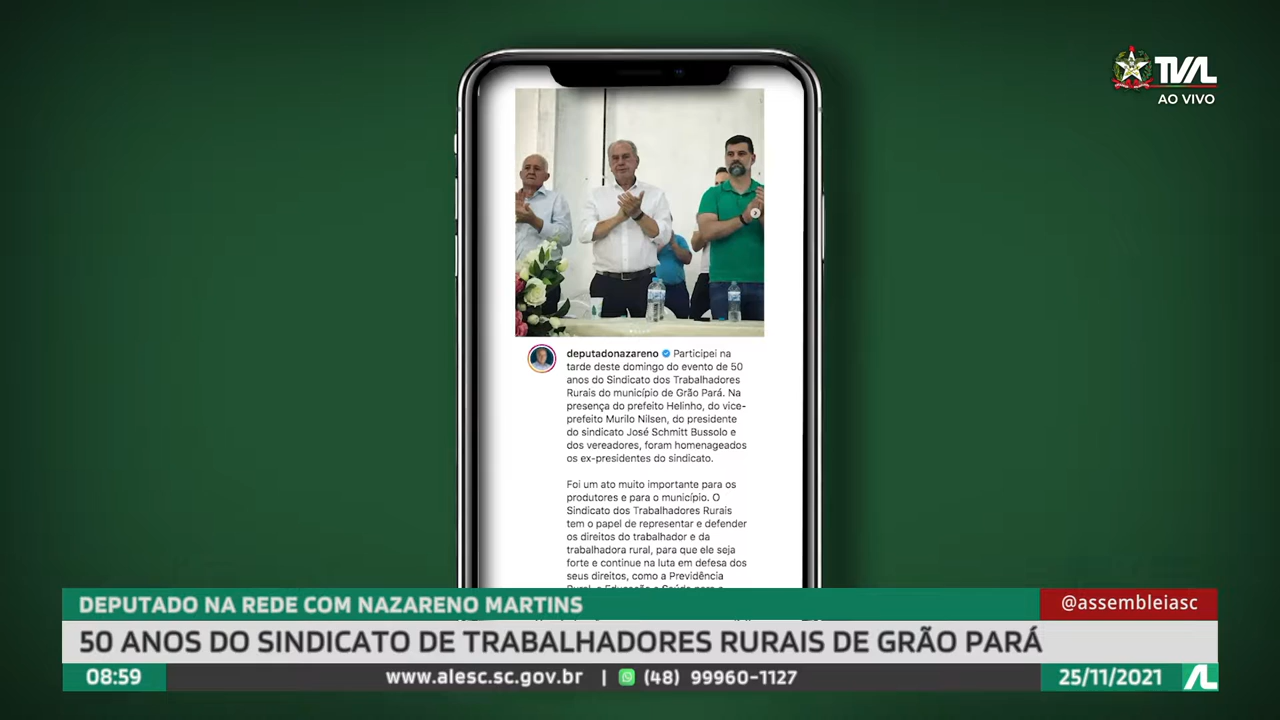 TVAL
AO VIVO
deputadonazareno Participei na
tarde deste domingo do evento de 50
anos do Sindicato dos Trabalhadores
Rurais do município de Grão Pará. Na
presença do prefeito Helinho, do vice-
prefeito Murilo Nilsen, do presidente
do sindicato José Schmitt Bussolo e
dos vereadores, foram homenageados
os ex-presidentes do sindicato.
Foi um ato muito importante para os
produtores e para o município. O
Sindicato dos Trabalhadores Rurais
tem o papel de representar e defender
os direitos do trabalhador e da
trabalhadora rural, para que ele seja
forte e continue na luta em defesa dos
seus direitos, como a Previdência
DEPUTADO NA REDE COM NAZARENO MARTINS
@assembleiasc
50 ANOS DO SINDICATO DE TRABALHADORES RURAIS DE GRÃO PARÁ
08:59
www.alesc.sc.gov.br | (48) 99960-1127
25/11/2021